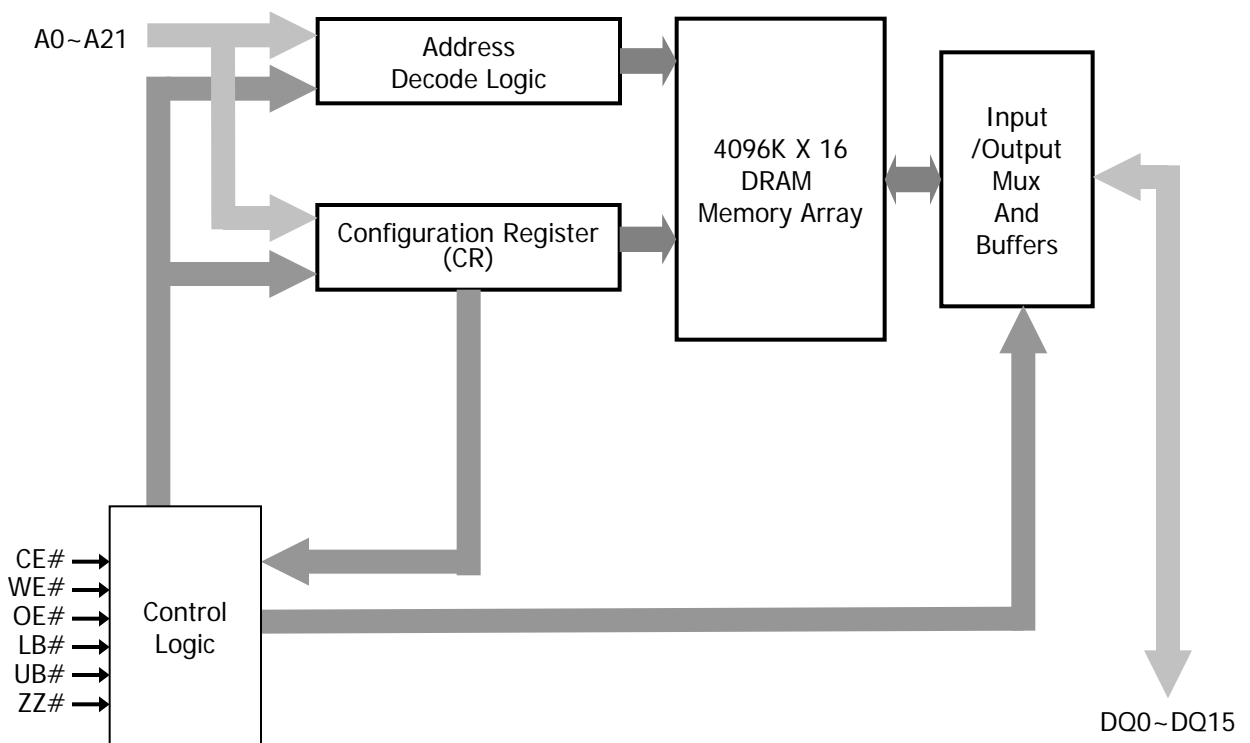 A0~A21
Address
Decode Logic
Configuration Register
(CR)
4096K X 16
DRAM
Memory Array
Input
/Output
Mux
And
Buffers
CE#
WE#
OE#
LB#
UB#
ZZ#
Control
Logic
DQ0~DQ15